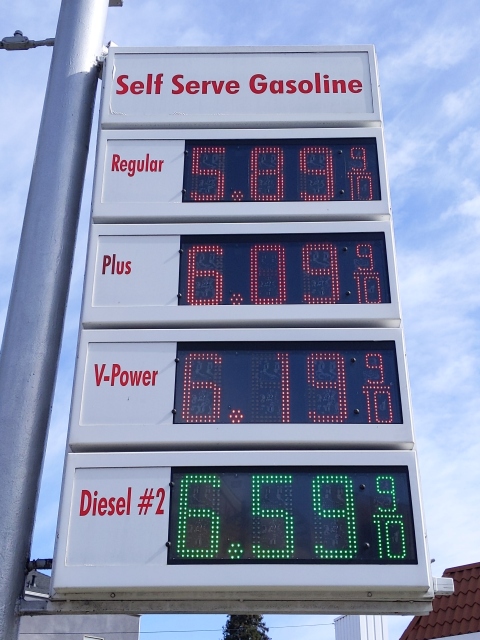 Self Serve Gasoline
Regular 5.89 9/10
Plus 6.09 9/10
V-Power 6.19 9/10
Diesel #2 6.59 9/10